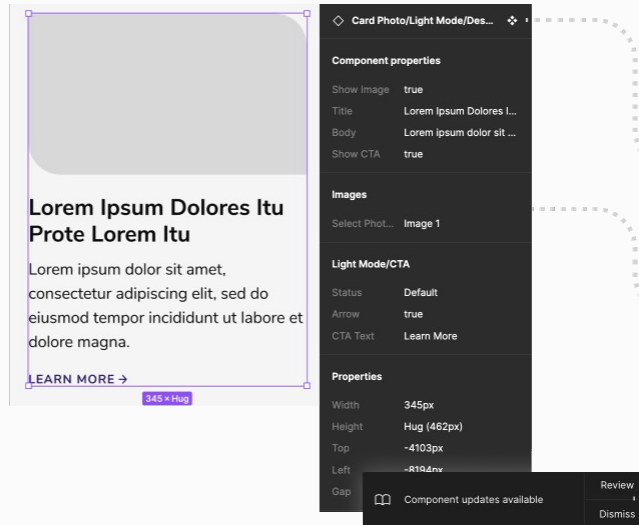 Lorem Ipsum Dolores Itu
Prote Lorem Itu
Lorem ipsum dolor sit amet,
consectetur adipiscing elit, sed do
eiusmod tempor incididunt ut labore et
dolore magna.
LEARN MORE →
345 × Hug
Card Photo/Light Mode/Des...
Component properties
Show Image true
Title Lorem Ipsum Dolores I...
Body Lorem ipsum dolor sit ...
Show CTA true
Images
Select Phot... Image 1
Light Mode/CTA
Status Default
Arrow true
CTA Text Learn More
Properties
Width 345px
Height Hug (462px)
Top -4103px
Left -8194px
Gap
Component updates available
Review
Dismiss